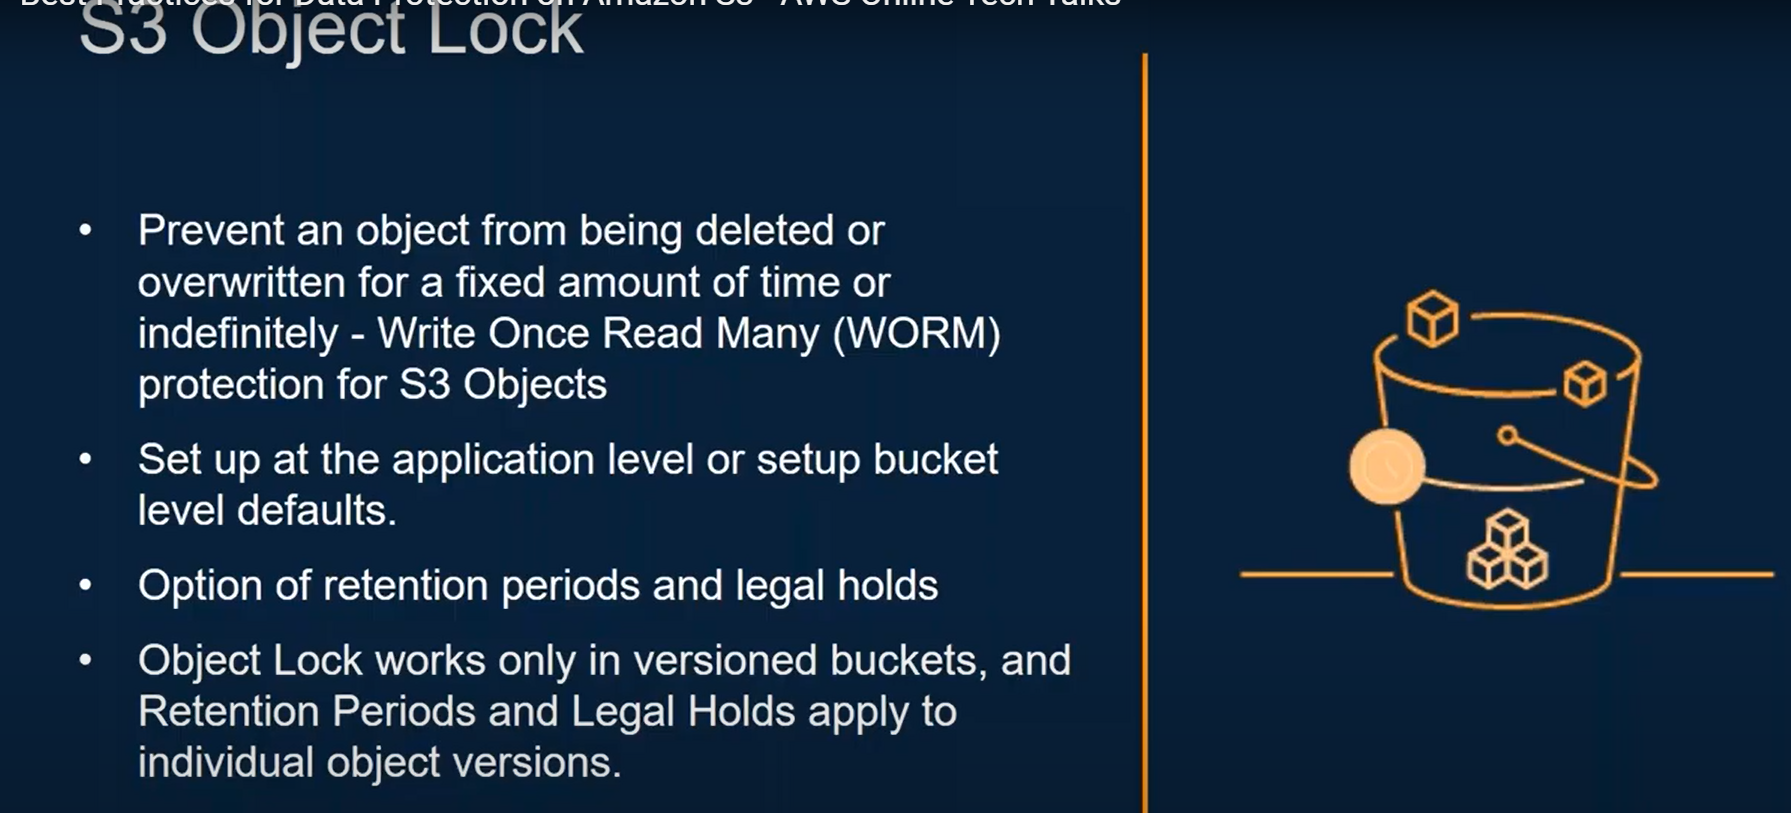 Best Practices for Data Protection on Amazon S3 - AWS Online Tech Talks
S3 Object Lock
• Prevent an object from being deleted or
overwritten for a fixed amount of time or
indefinitely - Write Once Read Many (WORM)
protection for S3 Objects
• Set up at the application level or setup bucket
level defaults.
• Option of retention periods and legal holds
• Object Lock works only in versioned buckets, and
Retention Periods and Legal Holds apply to
individual object versions.